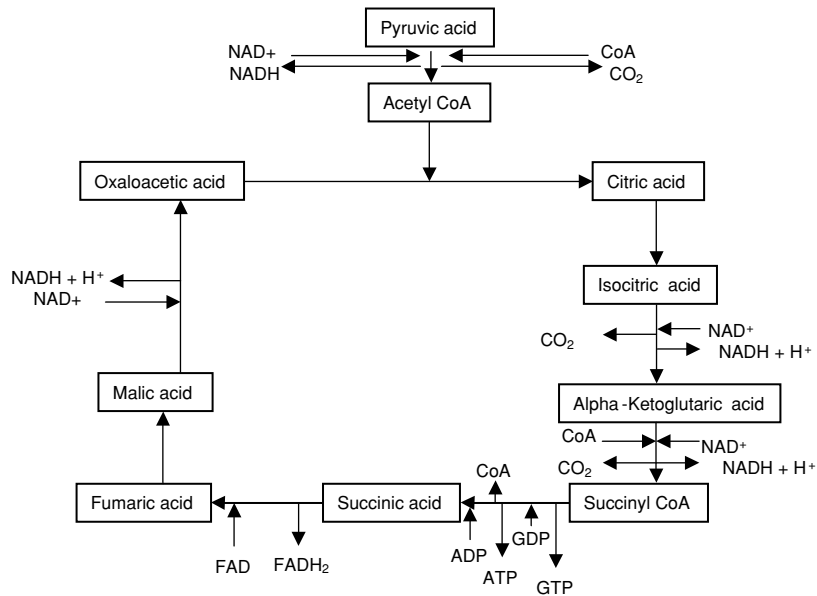 Pyruvic acid
NAD+
CoA
NADH
CO₂
Acetyl CoA
Oxaloacetic acid
Citric acid
NADH + H⁺
NAD+
Isocitric acid
CO₂
NAD⁺
NADH + H⁺
Malic acid
Alpha-Ketoglutaric acid
CoA
NAD⁺
CO₂
NADH + H⁺
CoA
Fumaric acid
Succinic acid
Succinyl CoA
FAD
FADH₂
ADP
ATP
GDP
GTP